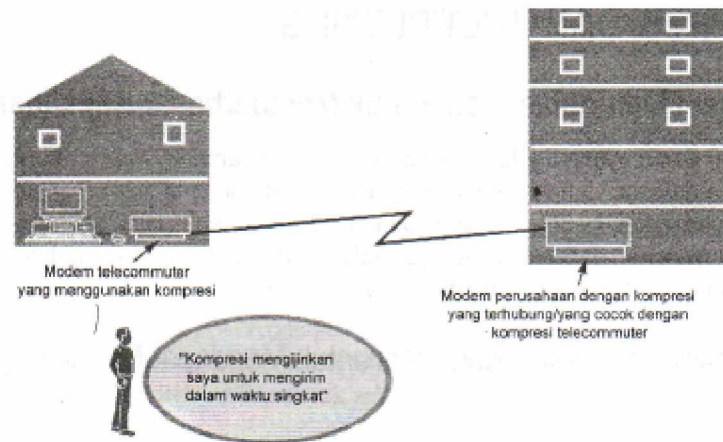 Modem telecommuter
yang menggunakan kompresi
Modem perusahaan dengan kompresi
yang terhubung/yang cocok dengan
kompresi telecommuter
"Kompresi mengijinkan
saya untuk mengirim
dalam waktu singkat"